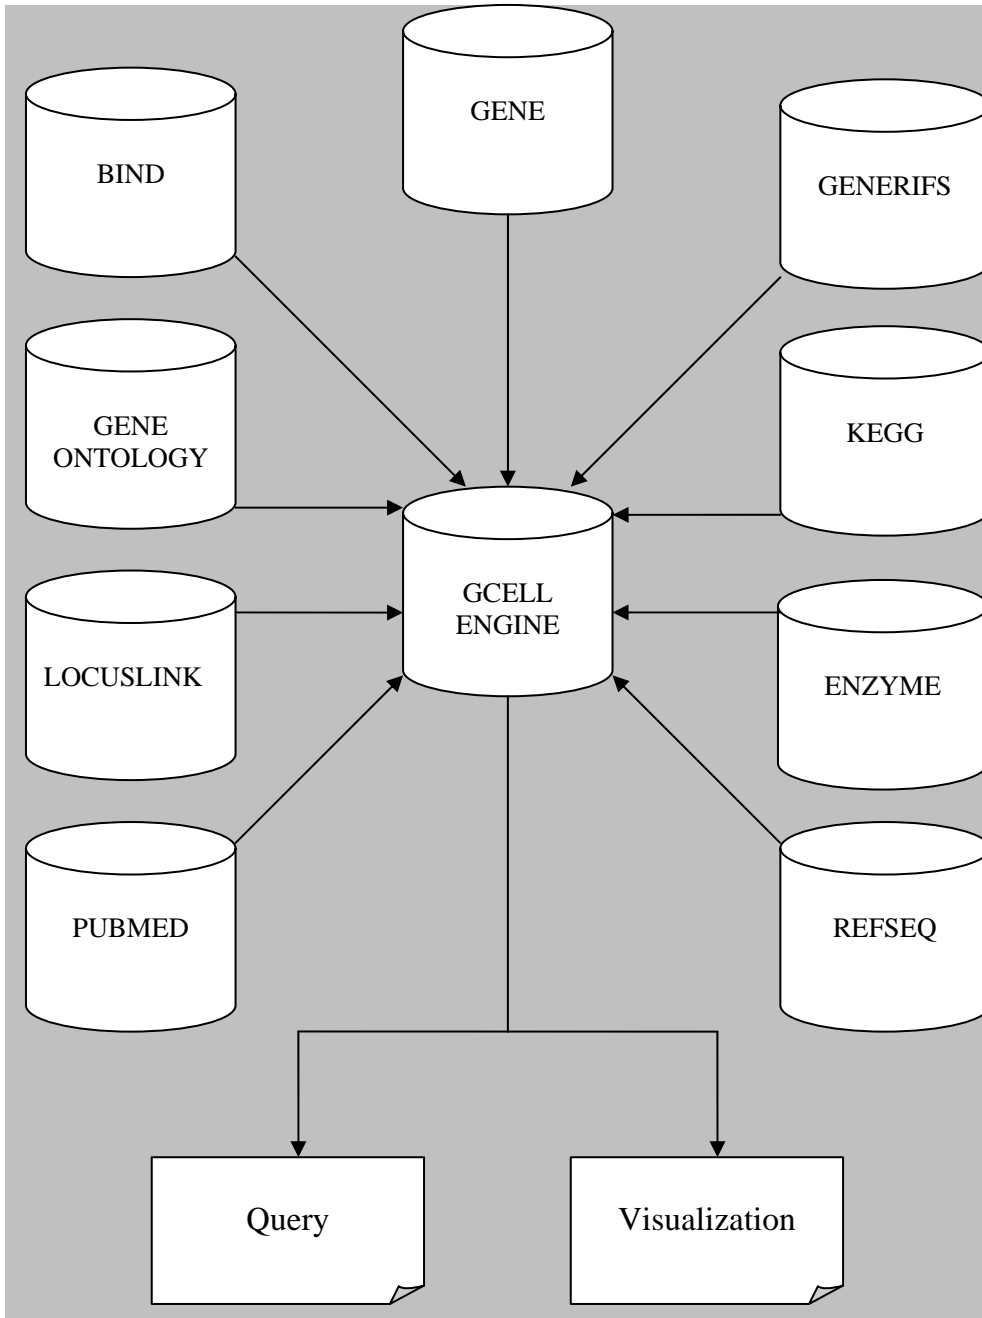 GENE
BIND
GENERIFS
GENE
ONTOLOGY
KEGG
GCELL
ENGINE
LOCUSLINK
ENZYME
PUBMED
REFSEQ
Query
Visualization